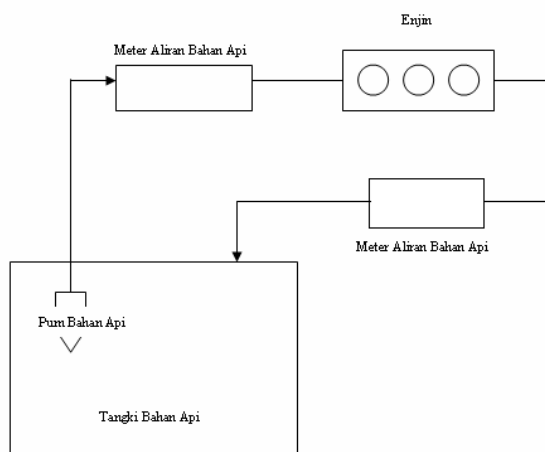 Enjin
Meter Aliran Bahan Api
Meter Aliran Bahan Api
Pum Bahan Api
Tangki Bahan Api